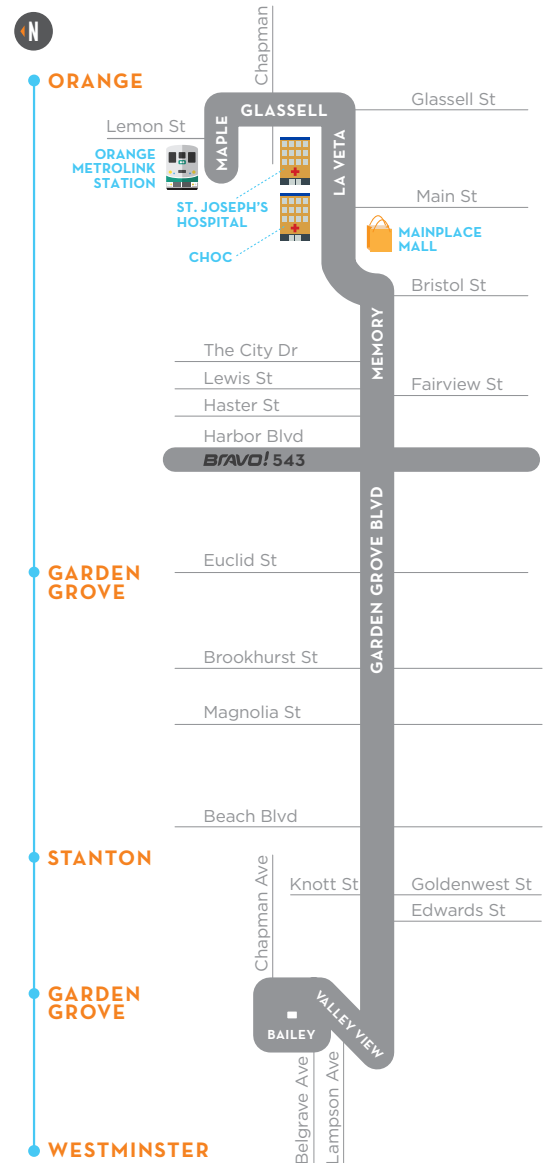 N
ORANGE
Chapman
GLASSELL
Glassell St
Lemon St
MAPLE
LA VETA
ORANGE
METROLINK
STATION
ST. JOSEPH'S
HOSPITAL
Main St
MAINPLACE
MALL
CHOC
Bristol St
MEMORY
The City Dr
Lewis St
Fairview St
Haster St
Harbor Blvd
BRAVO! 543
GARDEN GROVE BLVD
Euclid St
GARDEN
GROVE
Brookhurst St
Magnolia St
Beach Blvd
STANTON
Chapman Ave
Knott St
Goldenwest St
Edwards St
GARDEN
GROVE
VALLEY VIEW
BAILEY
Belgrave Ave
Lampson Ave
WESTMINSTER